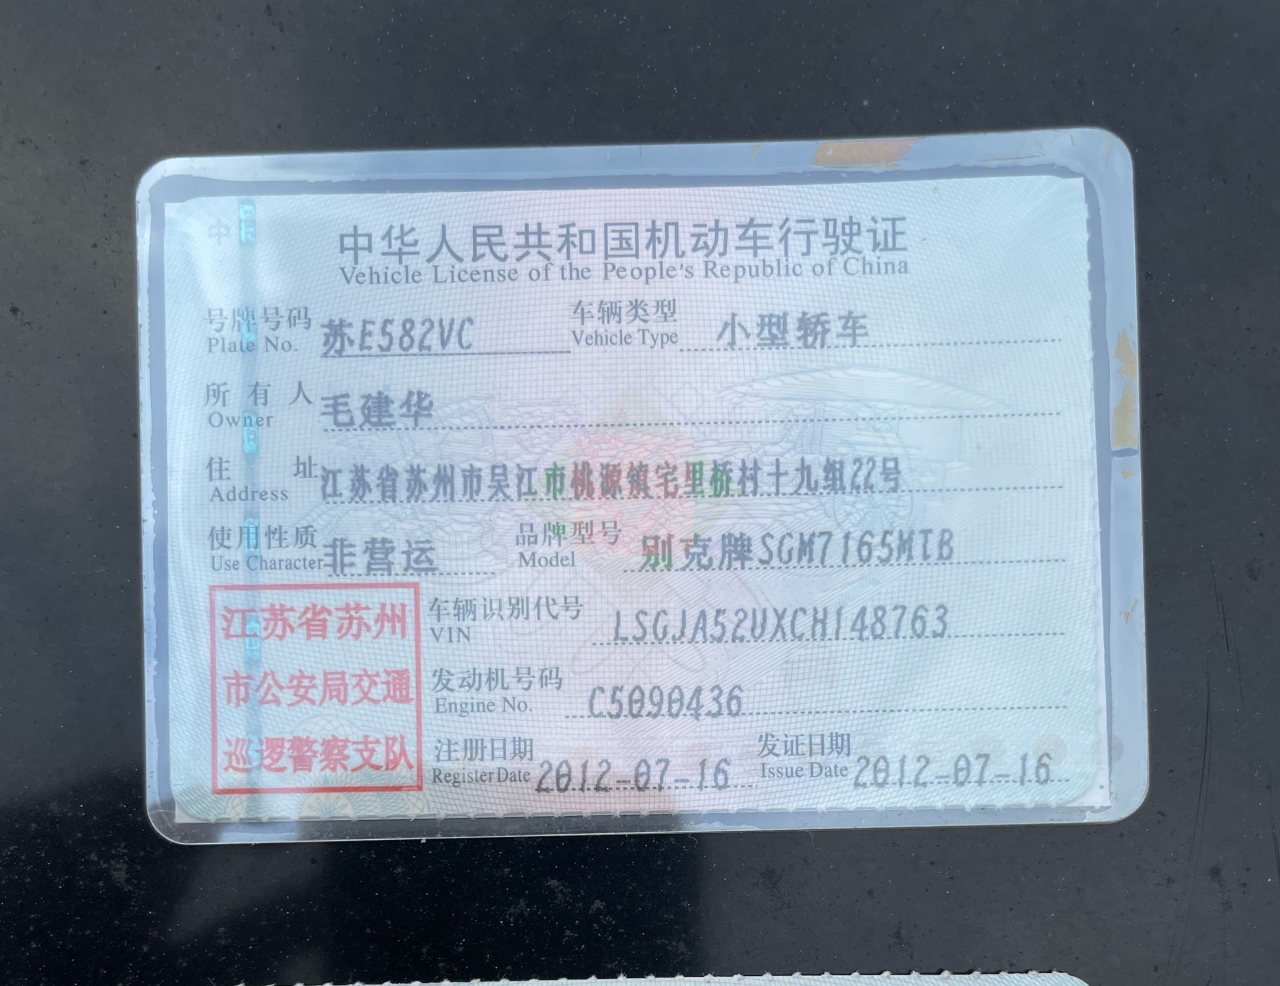 中华人民共和国机动车行驶证
Vehicle License of the People's Republic of China
号牌号码 Plate No. 苏E582VC 车辆类型 Vehicle Type 小型轿车
所有人 Owner 毛建华
住址 Address 江苏省苏州市吴江市桃源镇宅里桥村十九组22号
使用性质 Use Character 非营运 品牌型号 Model 别克牌SGM7165MTB
车辆识别代号 VIN LSGJA52UXCH148763
发动机号码 Engine No. C5090436
注册日期 Register Date 2012-07-16 发证日期 Issue Date 2012-07-16
江苏省苏州
市公安局交通
巡逻警察支队